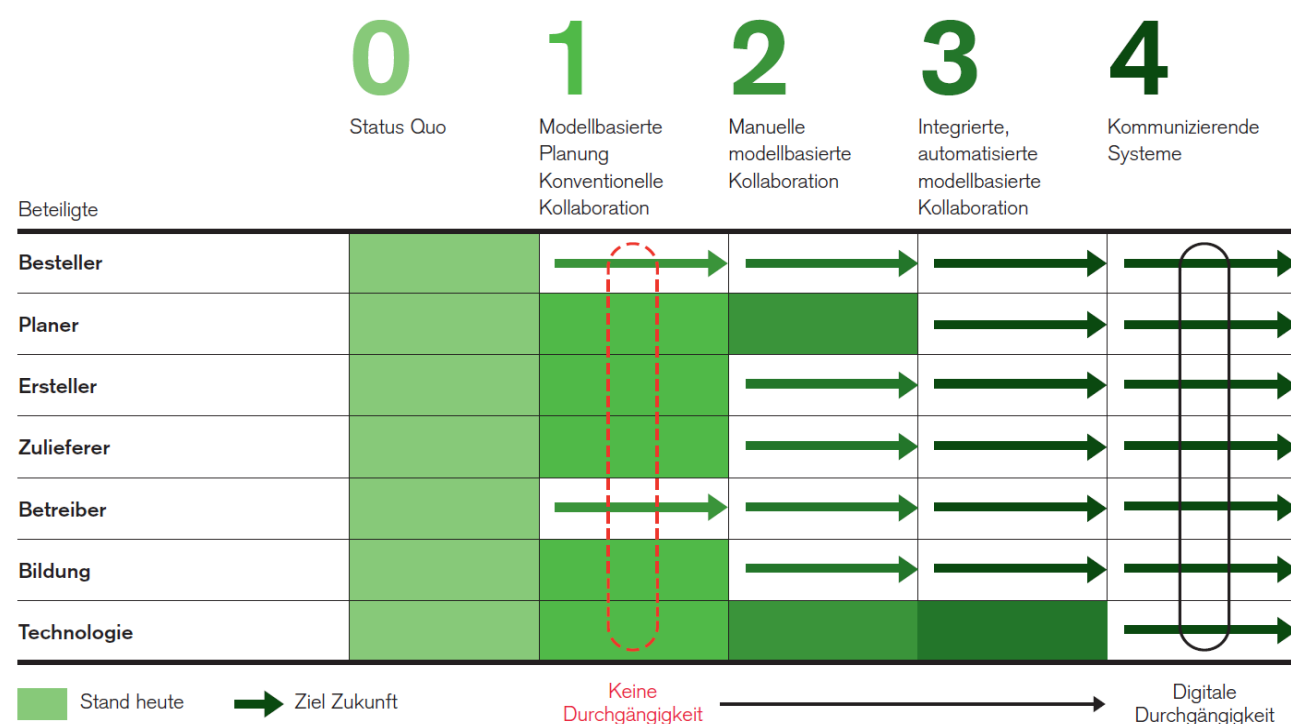 0 1 2 3 4
Status Quo
Modellbasierte
Planung
Konventionelle
Kollaboration
Manuelle
modellbasierte
Kollaboration
Integrierte,
automatisierte
modellbasierte
Kollaboration
Kommunizierende
Systeme
Beteiligte
Besteller
Planer
Ersteller
Zulieferer
Betreiber
Bildung
Technologie
Stand heute
Ziel Zukunft
Keine
Durchgängigkeit
Digitale
Durchgängigkeit